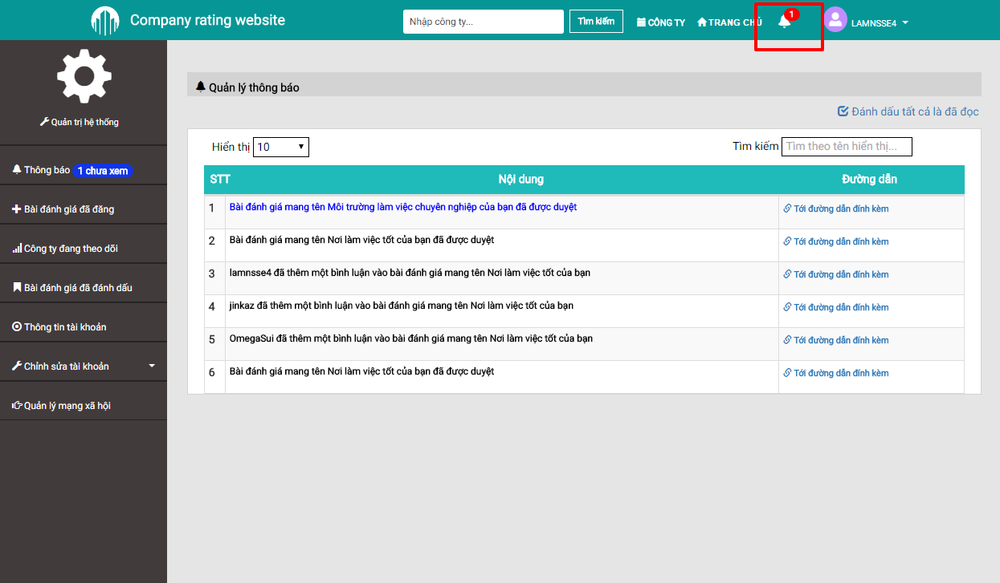 Company rating website
Nhập công ty...
Tìm kiếm
CÔNG TY
TRANG CHỦ
1
LAMNSSE4
Quản trị hệ thống
Thông báo 1 chưa xem
Bài đánh giá đã đăng
Công ty đang theo dõi
Bài đánh giá đã đánh dấu
Thông tin tài khoản
Chỉnh sửa tài khoản
Quản lý mạng xã hội
Quản lý thông báo
Đánh dấu tất cả là đã đọc
Hiển thị 10
Tìm kiếm Tìm theo tên hiển thị...
STT Nội dung Đường dẫn
1 Bài đánh giá mang tên Môi trường làm việc chuyên nghiệp của bạn đã được duyệt Tới đường dẫn đính kèm
2 Bài đánh giá mang tên Nơi làm việc tốt của bạn đã được duyệt Tới đường dẫn đính kèm
3 lamnsse4 đã thêm một bình luận vào bài đánh giá mang tên Nơi làm việc tốt của bạn Tới đường dẫn đính kèm
4 jinkaz đã thêm một bình luận vào bài đánh giá mang tên Nơi làm việc tốt của bạn Tới đường dẫn đính kèm
5 OmegaSui đã thêm một bình luận vào bài đánh giá mang tên Nơi làm việc tốt của bạn Tới đường dẫn đính kèm
6 Bài đánh giá mang tên Nơi làm việc tốt của bạn đã được duyệt Tới đường dẫn đính kèm